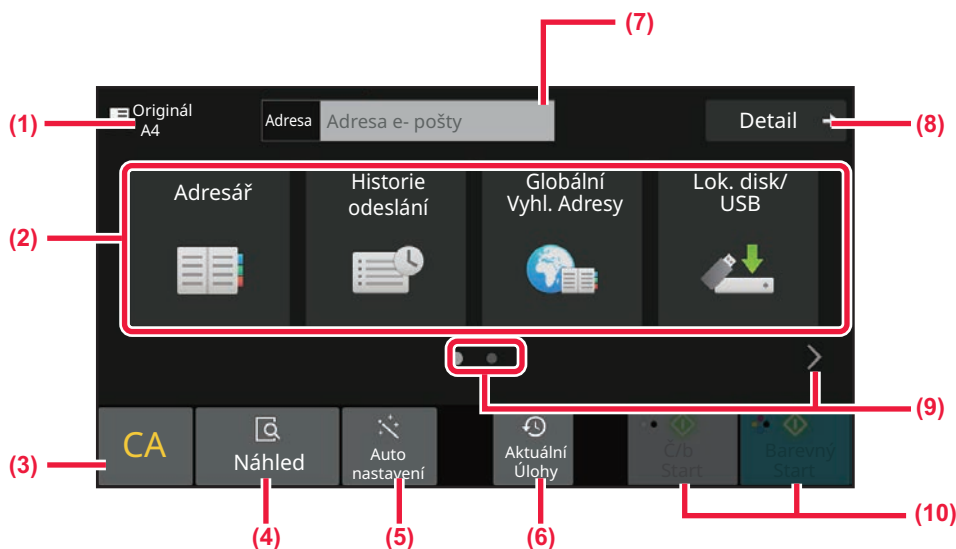 (7)
(1)
Originál
A4
Adresa
Adresa e- pošty
Detail
(8)
(2)
Adresář
Historie
odeslání
Globální
Vyhl. Adresy
Lok. disk/
USB
(9)
(3)
CA
Náhled
Auto
nastavení
Aktuální
Úlohy
Č/b
Start
Barevný
Start
(10)
(4)
(5)
(6)